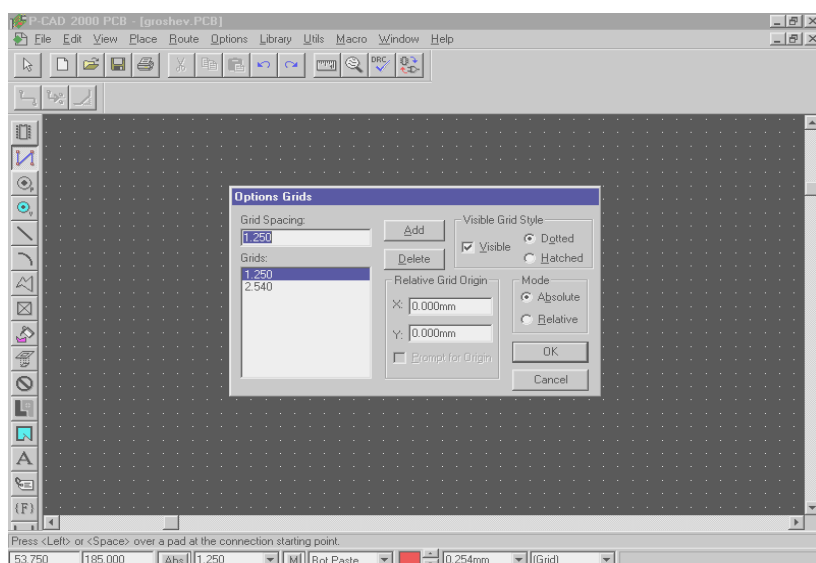 P-CAD 2000 PCB - [groshev.PCB]
File Edit View Place Route Options Library Utils Macro Window Help
DRC
Options Grids
Grid Spacing:
1.250
Grids:
1.250
2.540
Add
Delete
Visible Grid Style
Visible
Dotted
Hatched
Relative Grid Origin
X: 0.000mm
Y: 0.000mm
Prompt for Origin
Mode
Absolute
Relative
OK
Cancel
A
{F}
Press <Left> or <Space> over a pad at the connection starting point.
53.750 185.000 Abs 1.250 M Rot Paste 0.254mm (Grid)